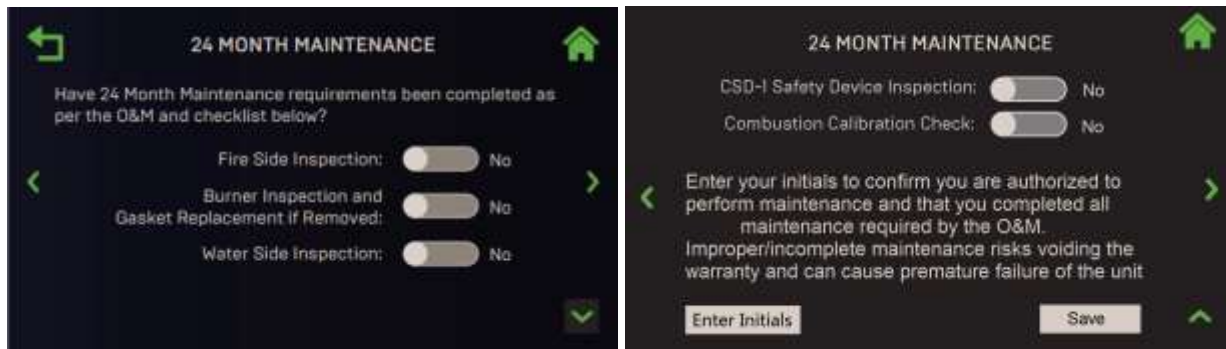 24 MONTH MAINTENANCE
Have 24 Month Maintenance requirements been completed as
per the O&M and checklist below?
Fire Side Inspection: No
Burner Inspection and
Gasket Replacement if Removed: No
Water Side Inspection: No
24 MONTH MAINTENANCE
CSD-1 Safety Device Inspection: No
Combustion Calibration Check: No
Enter your initials to confirm you are authorized to
perform maintenance and that you completed all
maintenance required by the O&M.
Improper/incomplete maintenance risks voiding the
warranty and can cause premature failure of the unit
Enter Initials Save